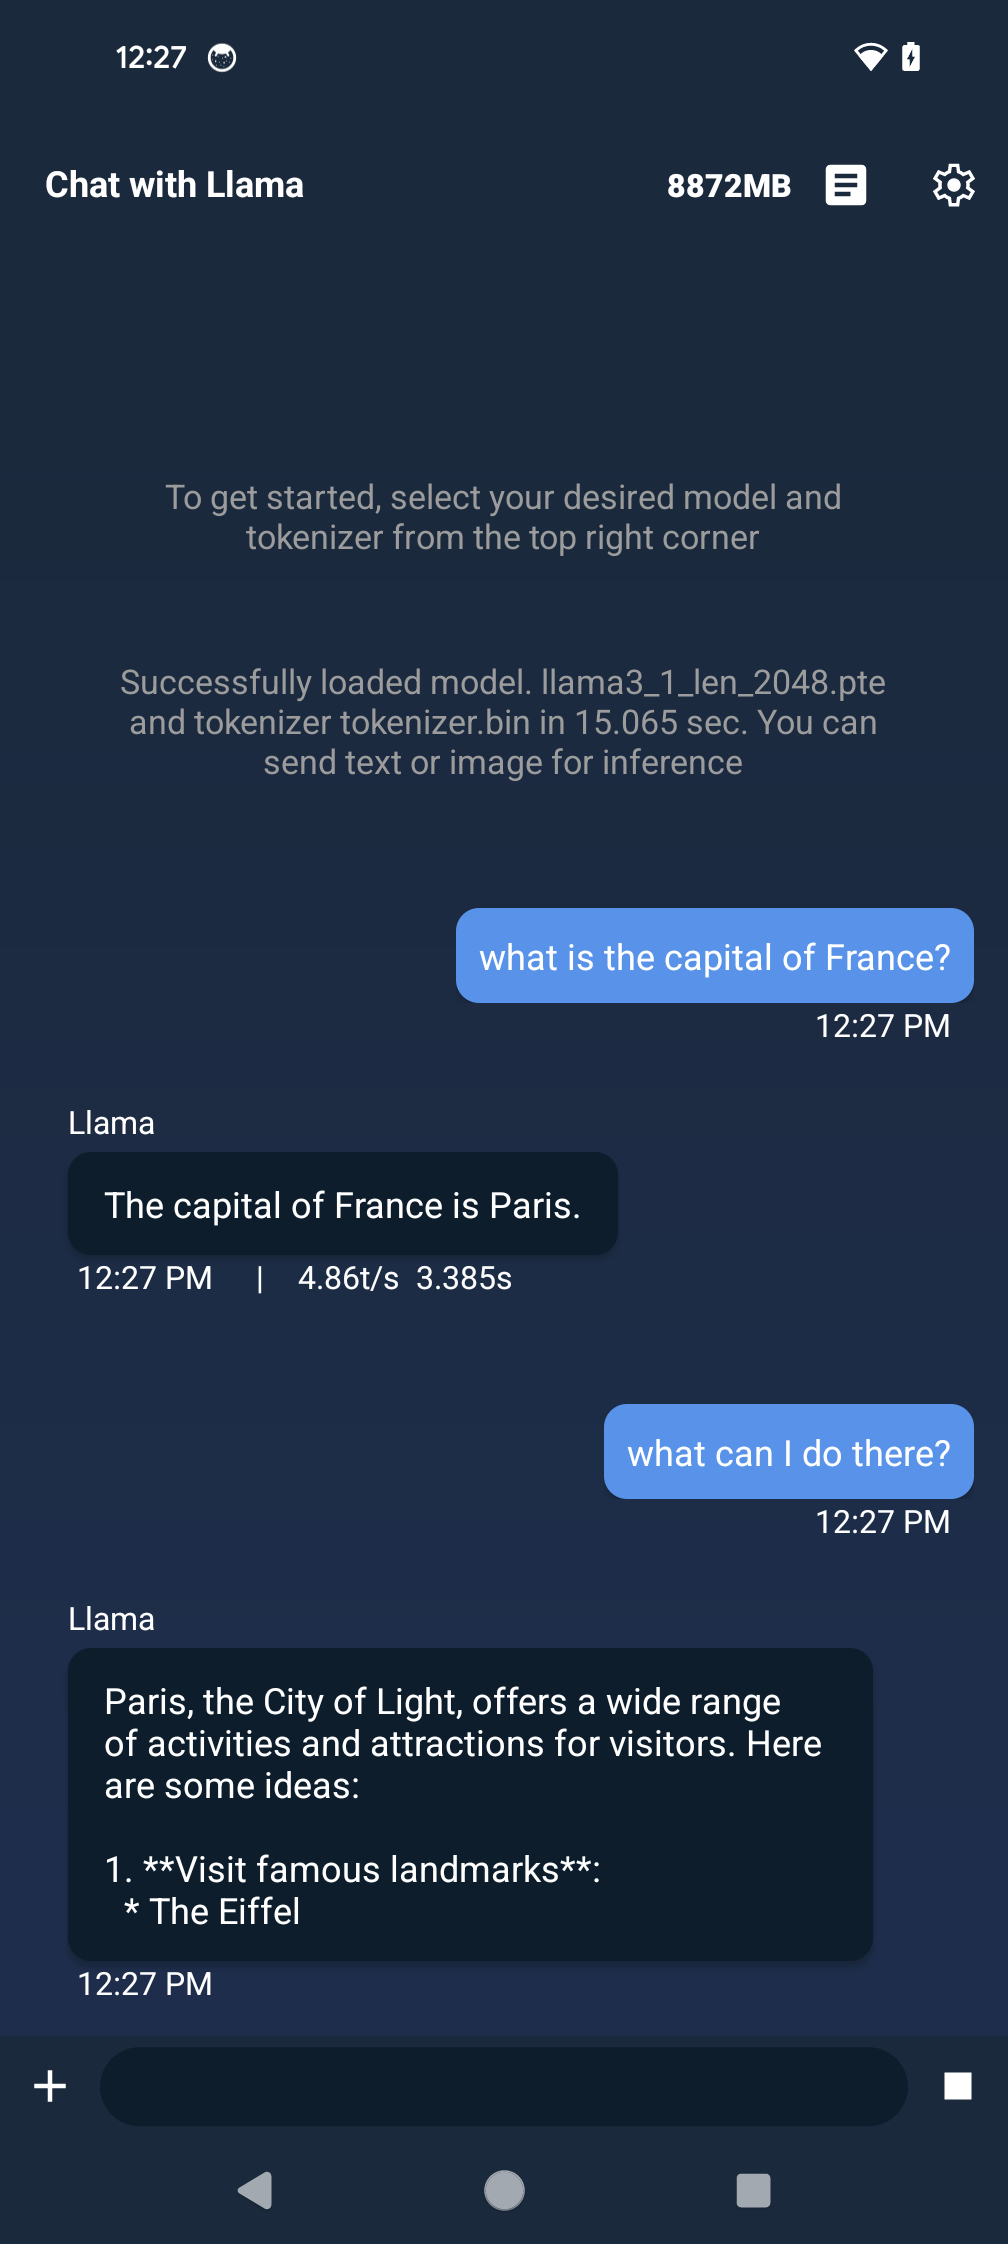 12:27
Chat with Llama 8872MB
To get started, select your desired model and
tokenizer from the top right corner
Successfully loaded model. llama3_1_len_2048.pte
and tokenizer tokenizer.bin in 15.065 sec. You can
send text or image for inference
what is the capital of France?
12:27 PM
Llama
The capital of France is Paris.
12:27 PM | 4.86t/s 3.385s
what can I do there?
12:27 PM
Llama
Paris, the City of Light, offers a wide range
of activities and attractions for visitors. Here
are some ideas:
1. **Visit famous landmarks**:
* The Eiffel
12:27 PM